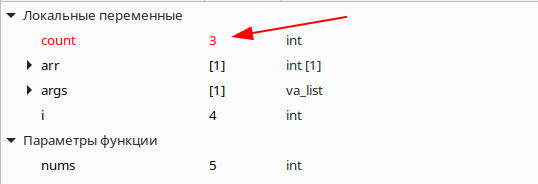 Локальные переменные
count 3 int
arr [1] int [1]
args [1] va_list
i 4 int
Параметры функции
nums 5 int